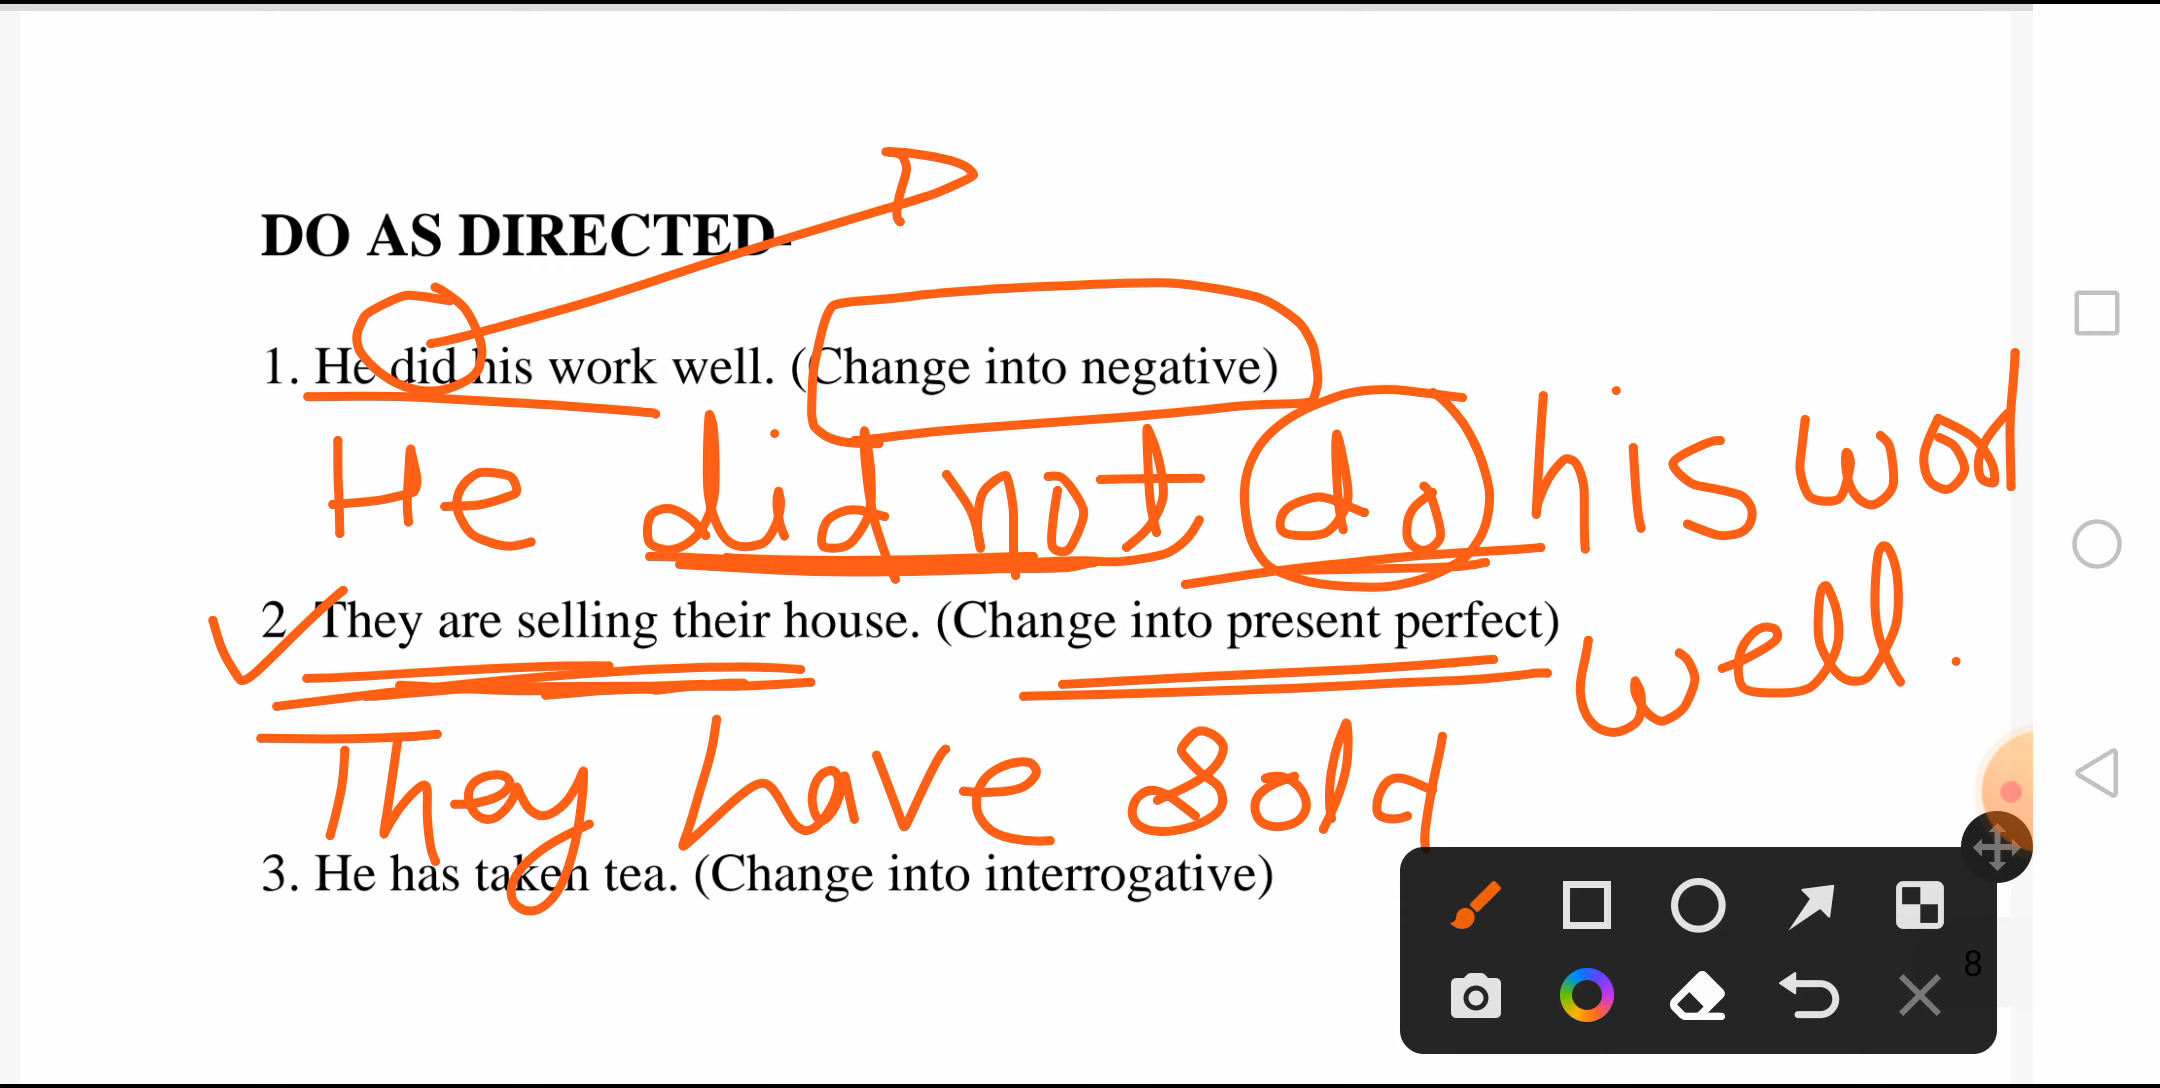 DO AS DIRECTED-
1. He did his work well. (Change into negative)
He did not do his wor
well.
2. They are selling their house. (Change into present perfect)
They have sold
3. He has taken tea. (Change into interrogative)
8